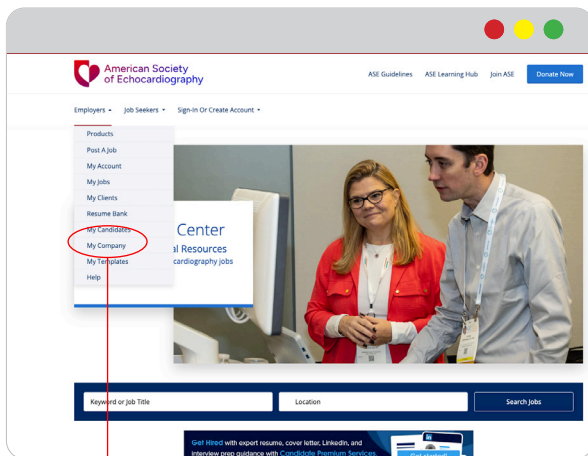 American Society
of Echocardiography
ASE Guidelines ASE Learning Hub Join ASE Donate Now
Employers Job Seekers Sign-In Or Create Account
Products
Post A Job
My Account
My Jobs
My Clients
Resume Bank
My Candidates
My Company
My Templates
Help
Center
al Resources
cardiography jobs
Keyword or Job Title Location Search Jobs
Get Hired with expert resume, cover letter, LinkedIn, and
interview prep guidance with Candidate Premium Services.
in
Get started!